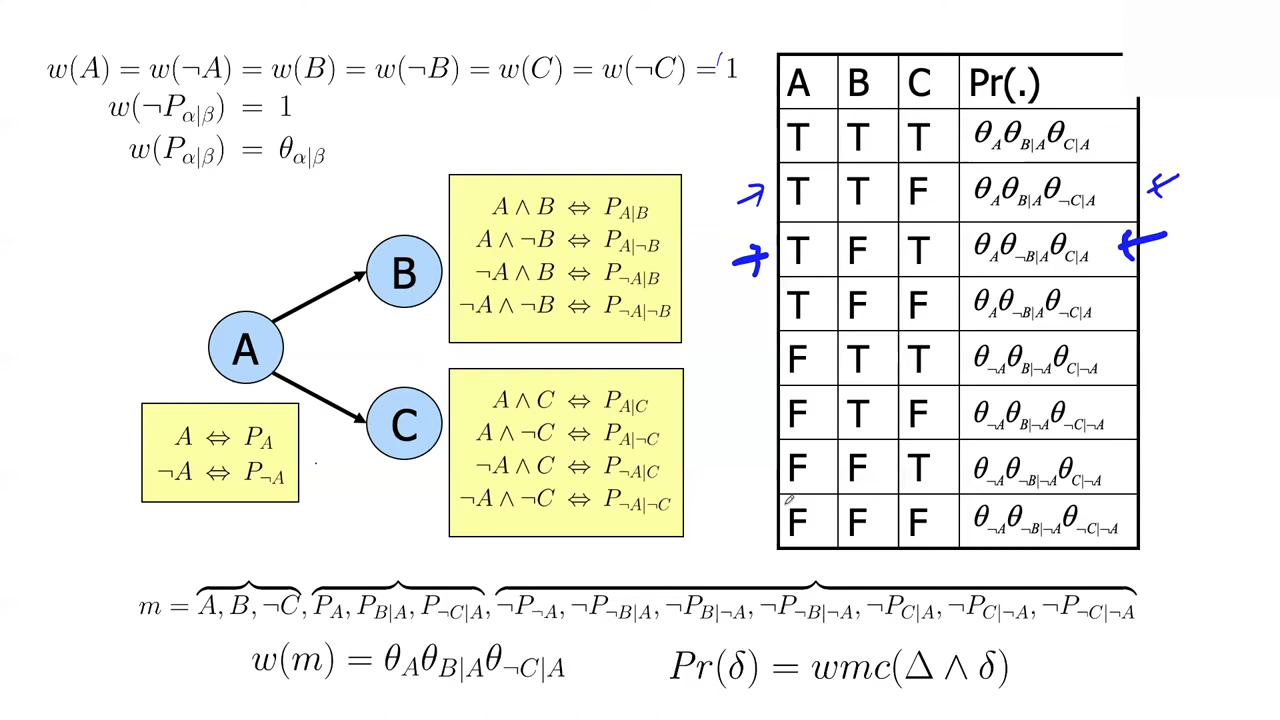 w(A) = w(¬A) = w(B) = w(¬B) = w(C) = w(¬C) = 1
w(¬P_{α|β}) = 1
w(P_{α|β}) = θ_{α|β}
A ∧ B ⇔ P_{A|B}
A ∧ ¬B ⇔ P_{A|¬B}
¬A ∧ B ⇔ P_{¬A|B}
¬A ∧ ¬B ⇔ P_{¬A|¬B}
B
A
C
A ⇔ P_A
¬A ⇔ P_{¬A}
A ∧ C ⇔ P_{A|C}
A ∧ ¬C ⇔ P_{A|¬C}
¬A ∧ C ⇔ P_{¬A|C}
¬A ∧ ¬C ⇔ P_{¬A|¬C}
A B C Pr(.)
T T T θ_A θ_{B|A} θ_{C|A}
T T F θ_A θ_{B|A} θ_{¬C|A}
T F T θ_A θ_{¬B|A} θ_{C|A}
T F F θ_A θ_{¬B|A} θ_{¬C|A}
F T T θ_{¬A} θ_{B|¬A} θ_{C|¬A}
F T F θ_{¬A} θ_{B|¬A} θ_{¬C|¬A}
F F T θ_{¬A} θ_{¬B|¬A} θ_{C|¬A}
F F F θ_{¬A} θ_{¬B|¬A} θ_{¬C|¬A}
m = A, B, ¬C, P_A, P_{B|A}, P_{¬C|A}, ¬P_{¬A}, ¬P_{¬B|A}, ¬P_{B|¬A}, ¬P_{¬B|¬A}, ¬P_{C|A}, ¬P_{C|¬A}, ¬P_{¬C|¬A}
w(m) = θ_A θ_{B|A} θ_{¬C|A}
Pr(δ) = wmc(Δ ∧ δ)